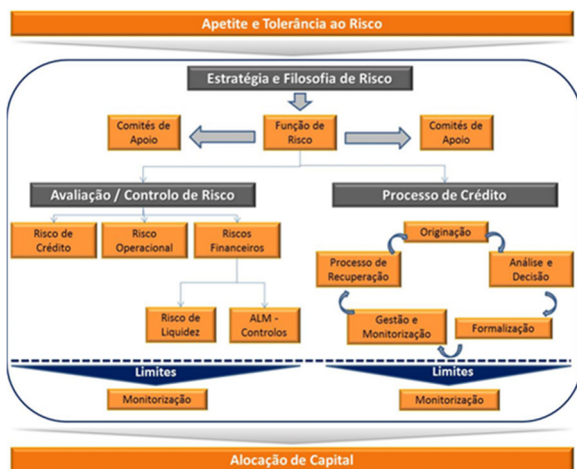 Apetite e Tolerância ao Risco
Estratégia e Filosofia de Risco
Comités de
Apoio
Função de
Risco
Comités de
Apoio
Avaliação / Controlo de Risco
Processo de Crédito
Risco de
Crédito
Risco
Operacional
Riscos
Financeiros
Originação
Processo de
Recuperação
Análise e
Decisão
Risco de
Liquidez
ALM -
Controlos
Gestão e
Monitorização
Formalização
Limites
Limites
Monitorização
Monitorização
Alocação de Capital